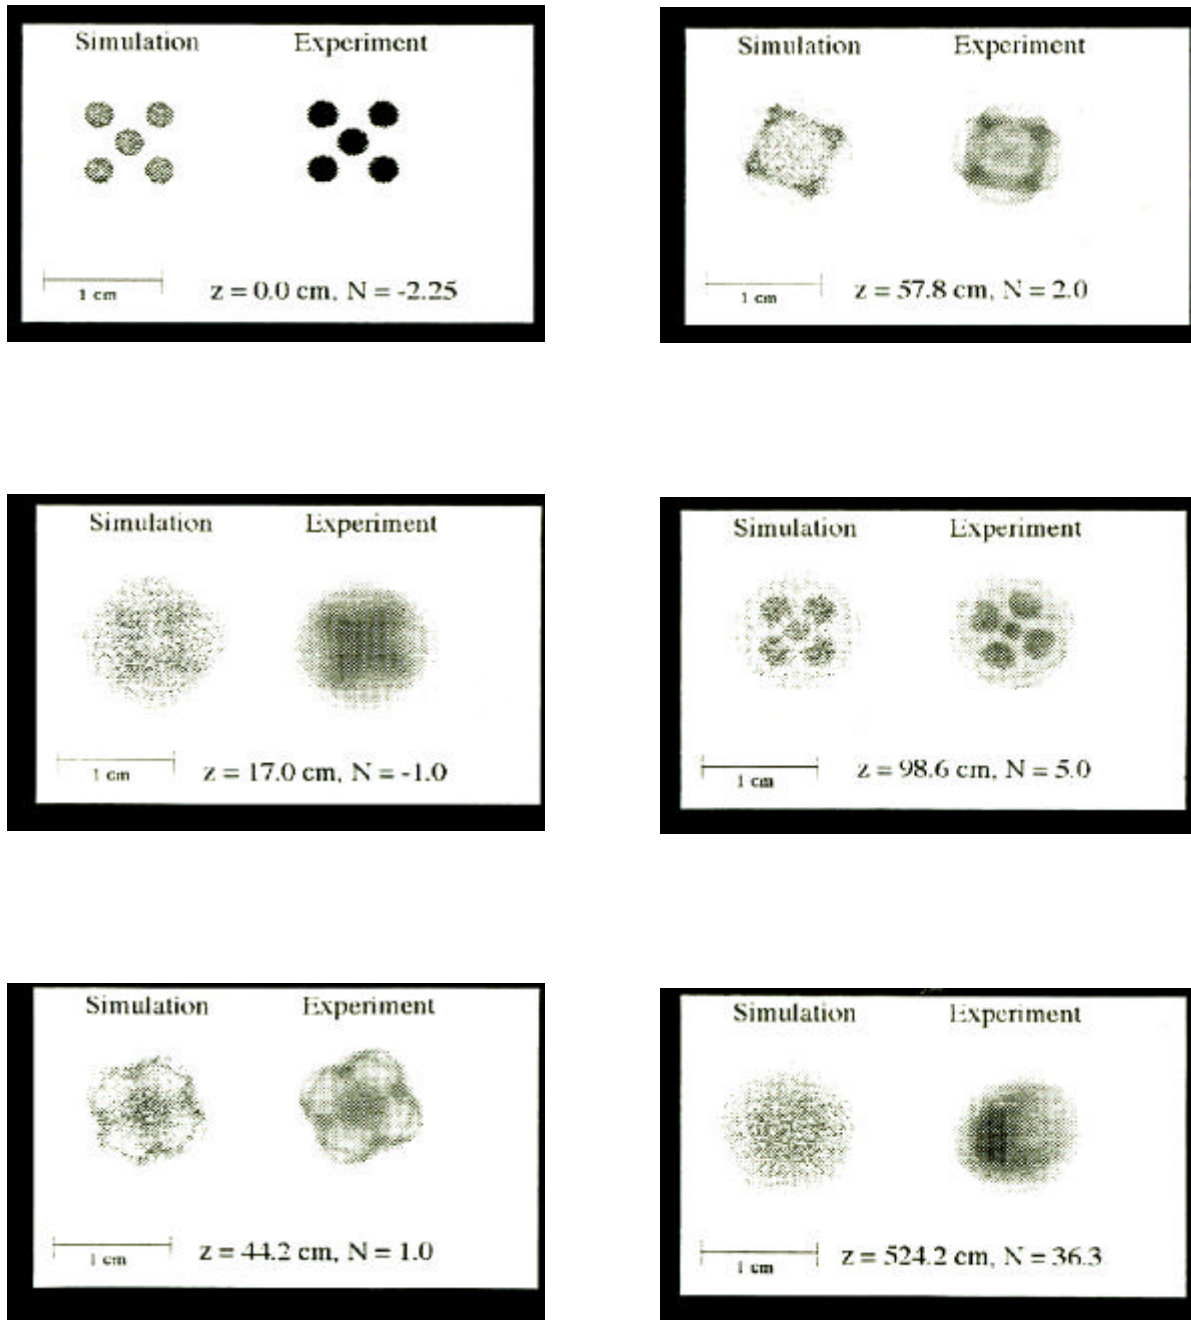 Simulation Experiment
1 cm
z = 0.0 cm, N = -2.25
Simulation Experiment
1 cm
z = 57.8 cm, N = 2.0
Simulation Experiment
1 cm
z = 17.0 cm, N = -1.0
Simulation Experiment
1 cm
z = 98.6 cm, N = 5.0
Simulation Experiment
1 cm
z = 44.2 cm, N = 1.0
Simulation Experiment
1 cm
z = 524.2 cm, N = 36.3